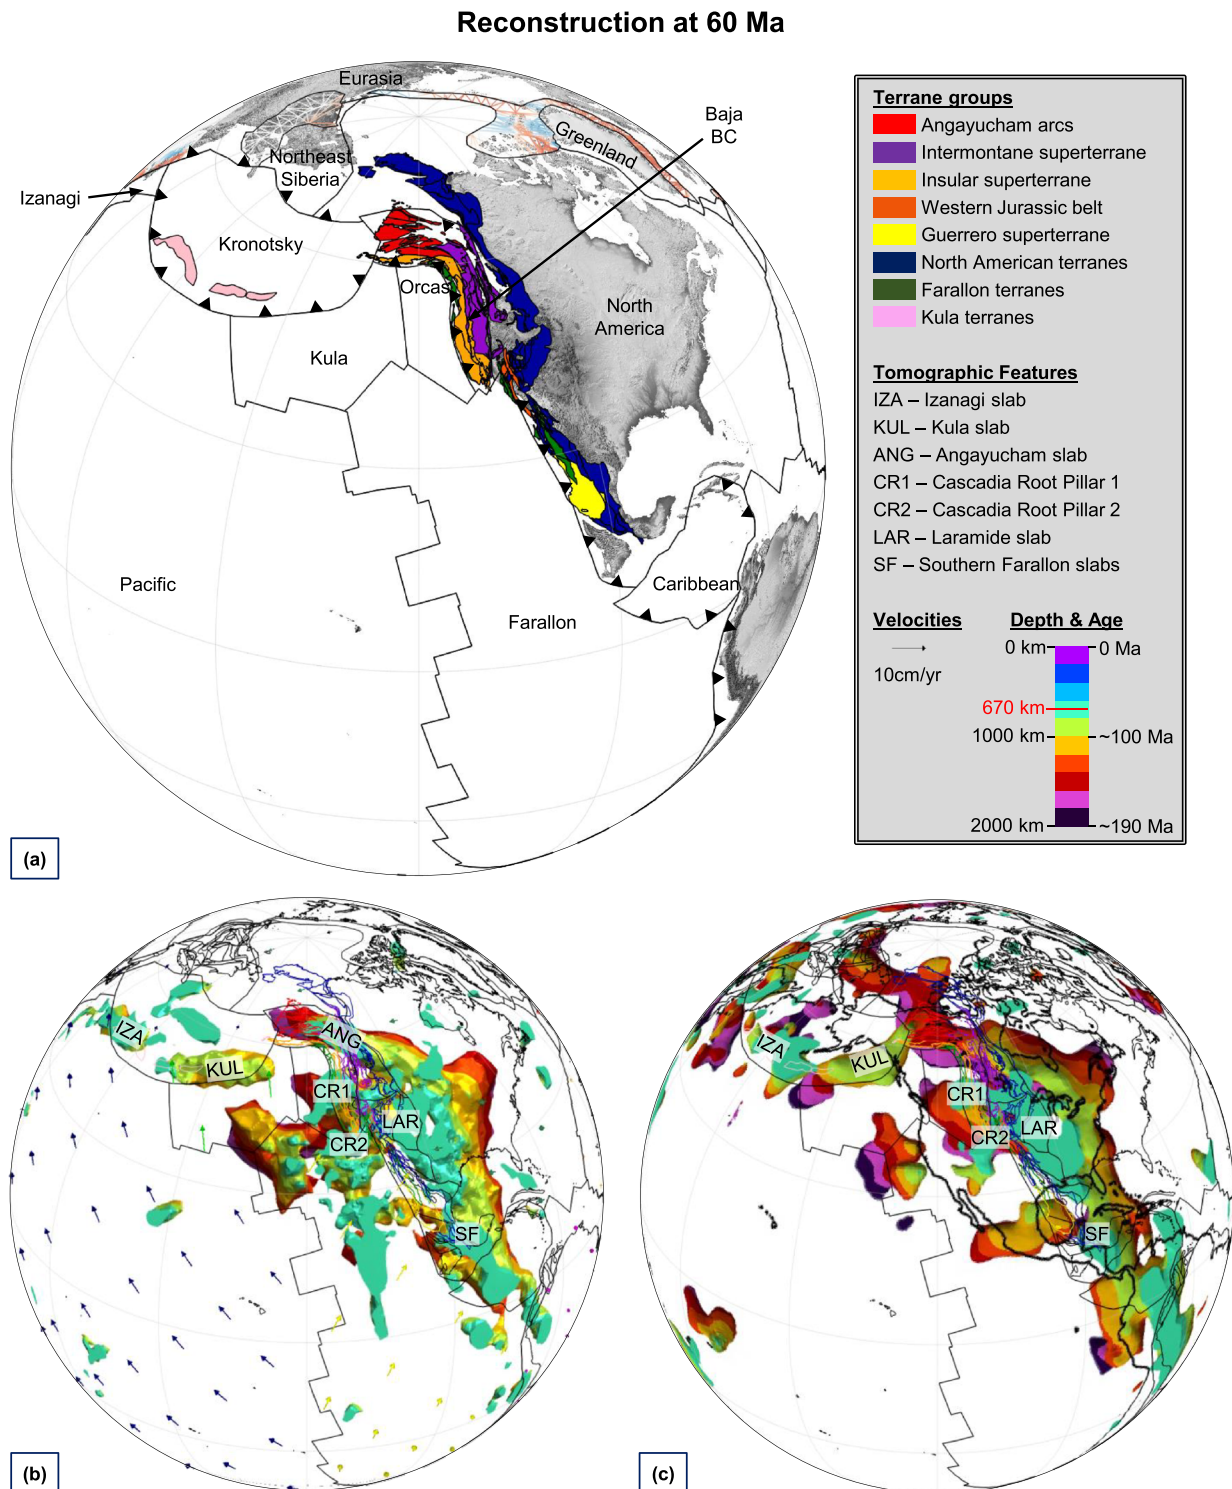 Reconstruction at 60 Ma
Eurasia
Baja
BC
Greenland
Northeast
Siberia
Izanagi
Kronotsky
Orcas
North
America
Kula
Pacific
Farallon
Caribbean
(a)
Terrane groups
Angayucham arcs
Intermontane superterrane
Insular superterrane
Western Jurassic belt
Guerrero superterrane
North American terranes
Farallon terranes
Kula terranes
Tomographic Features
IZA – Izanagi slab
KUL – Kula slab
ANG – Angayucham slab
CR1 – Cascadia Root Pillar 1
CR2 – Cascadia Root Pillar 2
LAR – Laramide slab
SF – Southern Farallon slabs
Velocities
10cm/yr
Depth & Age
0 km 0 Ma
670 km
1000 km ~100 Ma
2000 km ~190 Ma
IZA
ANG
KUL
CR1
LAR
CR2
SF
(b)
IZA
KUL
CR1
LAR
CR2
SF
(c)